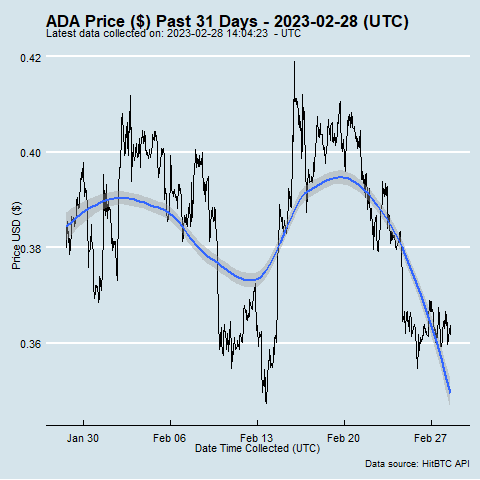 ADA Price ($) Past 31 Days - 2023-02-28 (UTC)
Latest data collected on: 2023-02-28 14:04:23 - UTC
0.42
0.40
0.38
0.36
Price USD ($)
Jan 30
Feb 06
Feb 13
Feb 20
Feb 27
Date Time Collected (UTC)
Data source: HitBTC API